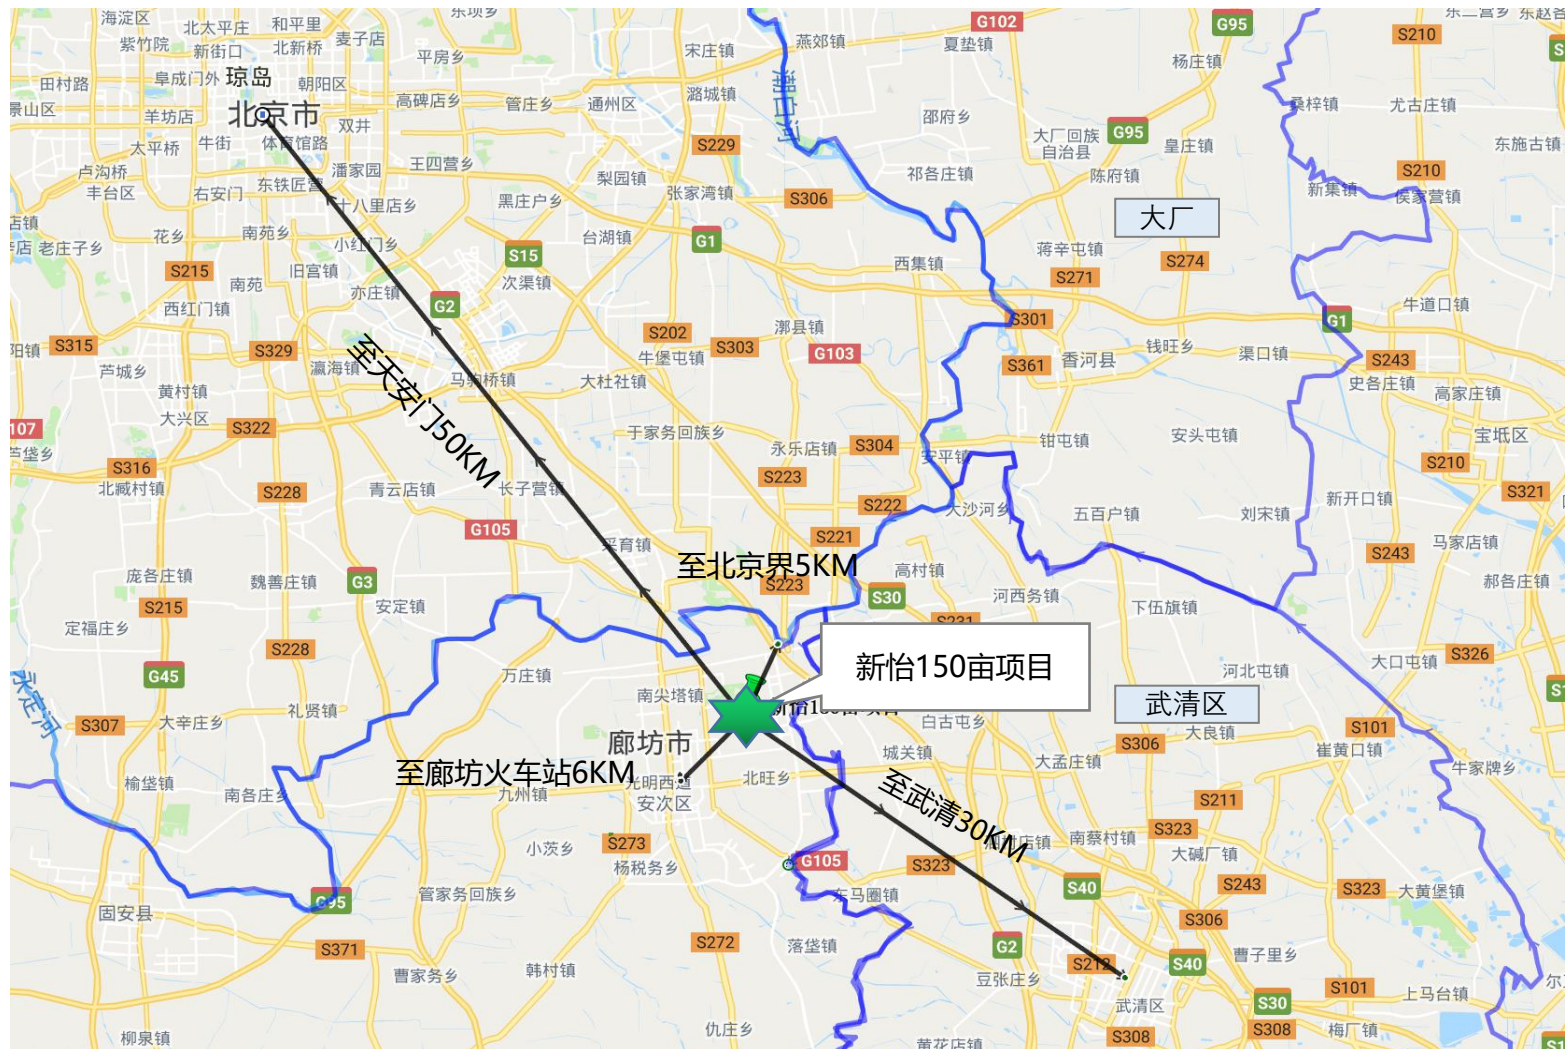 海淀区
北太平庄
和平里
紫竹院
新街口
北新桥
麦子店
平房乡
宋庄镇
燕郊镇
G102
夏垫镇
G95
杨庄镇
S210
田村路
阜成门外
琼岛
朝阳区
景山区
羊坊店
北京市
双井
高碑店乡
管庄乡
通州区
潞城镇
潮白河
邵府乡
大厂回族
自治县
G95
皇庄镇
桑梓镇
尤古庄镇
东施古镇
太平桥
牛街
体育馆路
S229
卢沟桥
丰台区
右安门
东铁匠营
潘家园
王四营乡
梨园镇
张家湾镇
S306
祁各庄镇
陈府镇
新集镇
S210
侯家营镇
十八里店乡
黑庄户乡
大厂
老庄子乡
花乡
南苑乡
小红门乡
S15
台湖镇
G1
西集镇
蒋辛屯镇
S274
S271
S215
南苑
旧宫镇
亦庄镇
次渠镇
西红门镇
G2
S202
S303
漷县镇
G103
S301
G1
牛道口镇
S315
S329
瀛海镇
牛堡屯镇
S361
香河县
钱旺乡
渠口镇
S243
芦城乡
黄村镇
马驹桥镇
大杜社镇
史各庄镇
高家庄镇
至天安门50KM
107
大兴区
S322
于家务回族乡
永乐店镇
S304
安平镇
钳屯镇
安头屯镇
宝坻区
S316
北臧村镇
S228
青云店镇
长子营镇
S223
S210
S321
G105
S222
大沙河乡
五百户镇
刘宋镇
新开口镇
采育镇
S221
S243
马家店镇
至北京界5KM
庞各庄镇
魏善庄镇
G3
S223
高村镇
S30
郝各庄镇
S215
安定镇
S231
河西务镇
下伍旗镇
定福庄乡
S228
新怡150亩项目
河北屯镇
大口屯镇
S326
G45
万庄镇
南尖塔镇
永定河
礼贤镇
武清区
S307
大辛庄乡
白古屯乡
S306
大良镇
S101
廊坊市
城关镇
大孟庄镇
崔黄口镇
牛家牌乡
至廊坊火车站6KM
光明西道
北旺乡
榆垡镇
南各庄乡
九州镇
安次区
至武清30KM
S211
S273
小茨乡
杨税务乡
G105
S323
南蔡村镇
S323
大碱厂镇
管家务回族乡
东马圈镇
S40
S243
S323
大黄堡镇
固安县
S306
S371
S272
落垡镇
G2
S212
S40
曹子里乡
曹家务乡
韩村镇
豆张庄乡
武清区
S30
S101
上马台镇
柳泉镇
仇庄乡
黄花店镇
S308
S308
梅厂镇